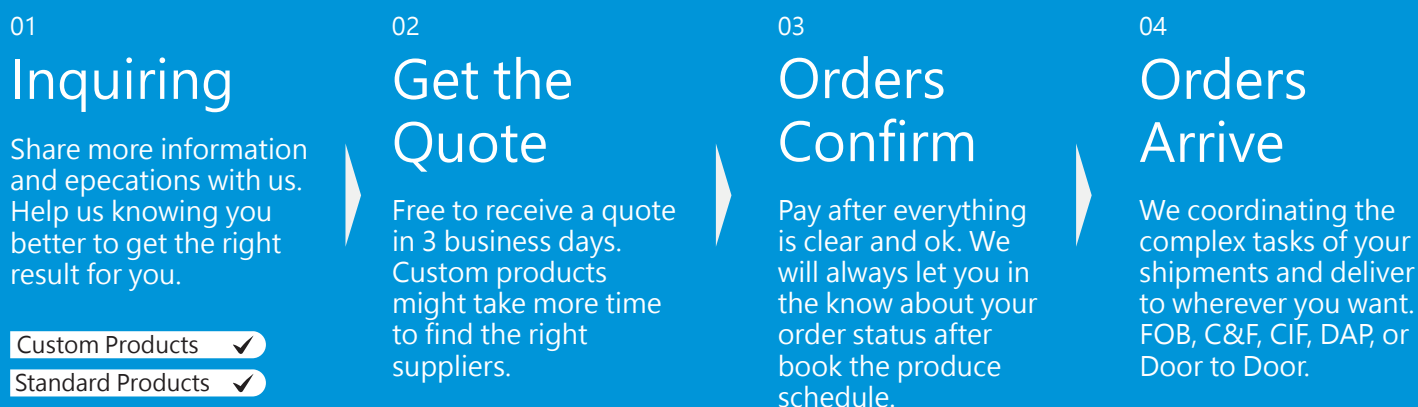 01
Inquiring
Share more information
and epecations with us.
Help us knowing you
better to get the right
result for you.
Custom Products
Standard Products
02
Get the
Quote
Free to receive a quote
in 3 business days.
Custom products
might take more time
to find the right
suppliers.
03
Orders
Confirm
Pay after everything
is clear and ok. We
will always let you in
the know about your
order status after
book the produce
schedule.
04
Orders
Arrive
We coordinating the
complex tasks of your
shipments and deliver
to wherever you want.
FOB, C&F, CIF, DAP, or
Door to Door.